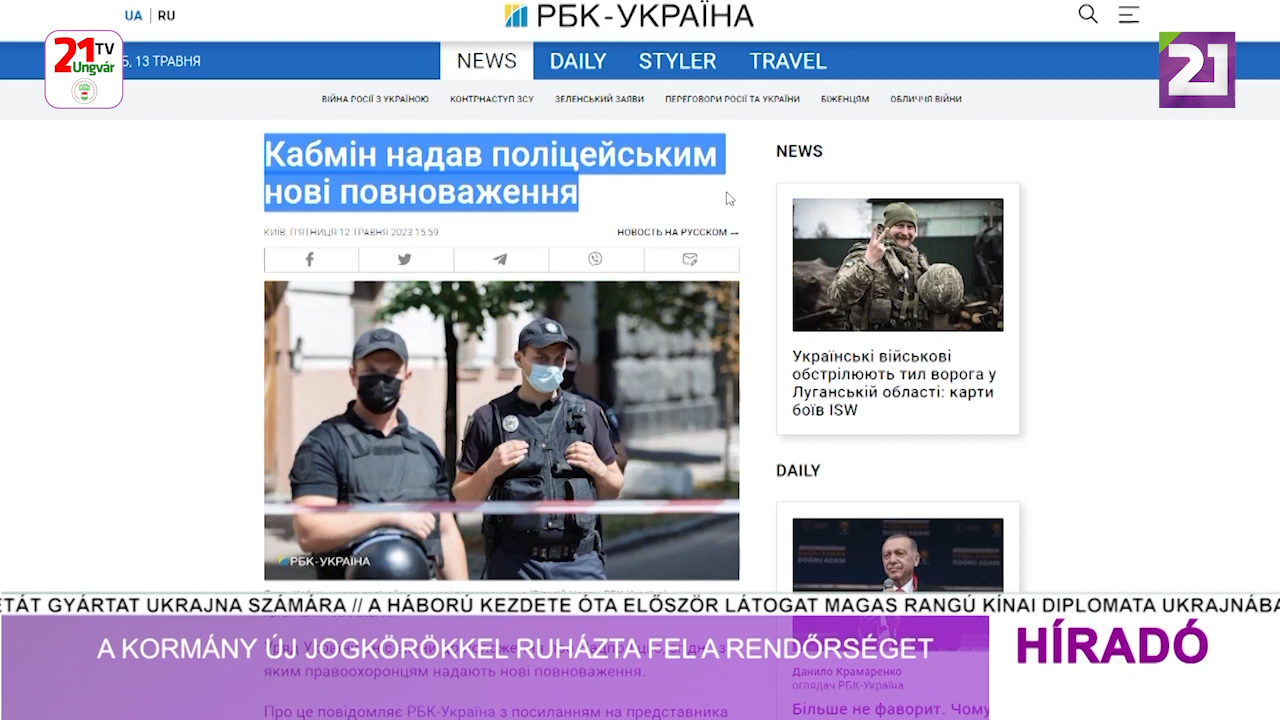 UA | RU
РБК-УКРАЇНА
21 TV
Ungvár
21
13 ТРАВНЯ
NEWS DAILY STYLER TRAVEL
ВІЙНА РОСІЇ З УКРАЇНОЮ КОНТРНАСТУП ЗСУ ЗЕЛЕНСЬКИЙ ЗАЯВИ ПЕРЕГОВОРИ РОСІЇ ТА УКРАЇНИ БІЖЕНЦЯМ ОБЛИЧЧЯ ВІЙНИ
Кабмін надав поліцейським
нові повноваження
КИЇВ, П'ЯТНИЦЯ 12 ТРАВНЯ 2023 15:59
НОВОСТЬ НА РУССКОМ →
РБК-УКРАЇНА
NEWS
Українські військові
обстрілюють тил ворога у
Луганській області: карти
боїв ISW
DAILY
ETÁT GYÁRTAT UKRAJNA SZÁMÁRA // A HÁBORÚ KEZDETE ÓTA ELŐSZÖR LÁTOGAT MAGAS RANGÚ KÍNAI DIPLOMATA UKRAJNÁBA
A KORMÁNY ÚJ JOGKÖRÖKKEL RUHÁZTA FEL A RENDŐRSÉGET
HÍRADÓ
яким правоохоронцям надають нові повноваження.
Про це повідомляє РБК-Україна з посиланням на представника
Данило Крамаренко
оглядач РБК-Україна
Більше не фаворит. Чому